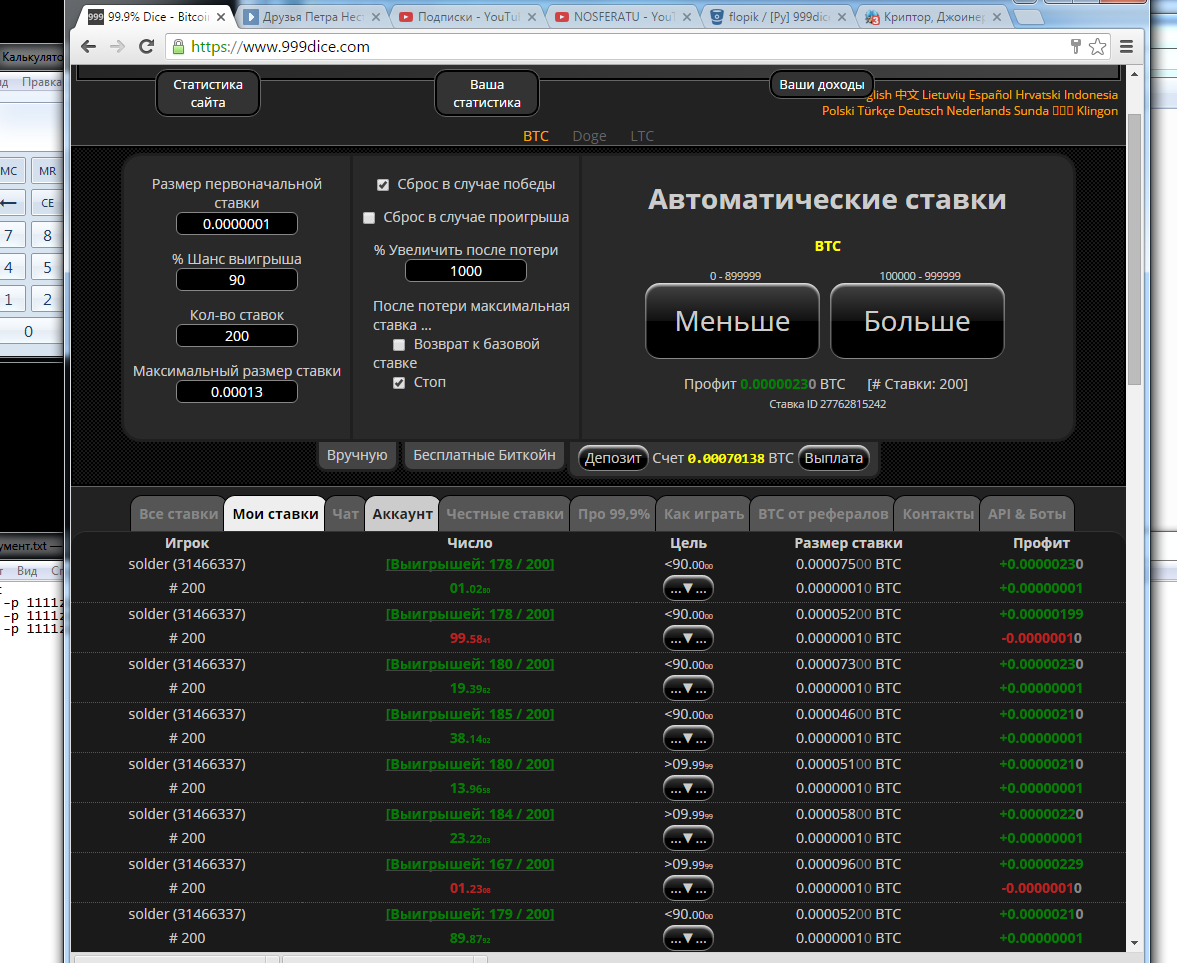 999 99.9% Dice - Bitcoi
Друзья Петра Нест
Подписки - YouTu
NOSFERATU - YouT
flopik / [Py] 999dic
Криптор, Джоинер
https://www.999dice.com
Калькулято
Правка
MC MR
← CE
7 8
4 5
1 2
0
умент.txt —
Вид
-p 1111z
-p 1111z
-p 1111z
Статистика
сайта
Ваша
статистика
Ваши доходы
glish 中文 Lietuvių Español Hrvatski Indonesia
Polski Türkçe Deutsch Nederlands Sunda Klingon
BTC Doge LTC
Размер первоначальной
ставки
0.0000001
% Шанс выигрыша
90
Кол-во ставок
200
Максимальный размер ставки
0.00013
Сброс в случае победы
Сброс в случае проигрыша
% Увеличить после потери
1000
После потери максимальная
ставка ...
Возврат к базовой
ставке
Стоп
Автоматические ставки
BTC
0 - 899999 100000 - 999999
Меньше Больше
Профит 0.00000230 BTC [# Ставки: 200]
Ставка ID 27762815242
Вручную Бесплатные Биткойн Депозит Счет 0.00070138 BTC Выплата
Все ставки Мои ставки Чат Аккаунт Честные ставки Про 99,9% Как играть BTC от рефералов Контакты API & Боты
Игрок Число Цель Размер ставки Профит
solder (31466337) [Выигрышей: 178 / 200] <90.0000 0.00007500 BTC +0.00000230
# 200 01.0280 ...▼... 0.00000010 BTC +0.00000001
solder (31466337) [Выигрышей: 178 / 200] <90.0000 0.00005200 BTC +0.00000199
# 200 99.5841 ...▼... 0.00000010 BTC -0.00000010
solder (31466337) [Выигрышей: 180 / 200] <90.0000 0.00007300 BTC +0.00000230
# 200 19.3962 ...▼... 0.00000010 BTC +0.00000001
solder (31466337) [Выигрышей: 185 / 200] <90.0000 0.00004600 BTC +0.00000210
# 200 38.1402 ...▼... 0.00000010 BTC +0.00000001
solder (31466337) [Выигрышей: 180 / 200] >09.9999 0.00005100 BTC +0.00000210
# 200 13.9658 ...▼... 0.00000010 BTC +0.00000001
solder (31466337) [Выигрышей: 184 / 200] >09.9999 0.00005800 BTC +0.00000220
# 200 23.2203 ...▼... 0.00000010 BTC +0.00000001
solder (31466337) [Выигрышей: 167 / 200] >09.9999 0.00009600 BTC +0.00000229
# 200 01.2308 ...▼... 0.00000010 BTC -0.00000010
solder (31466337) [Выигрышей: 179 / 200] <90.0000 0.00005200 BTC +0.00000210
# 200 89.8792 ...▼... 0.00000010 BTC +0.00000001